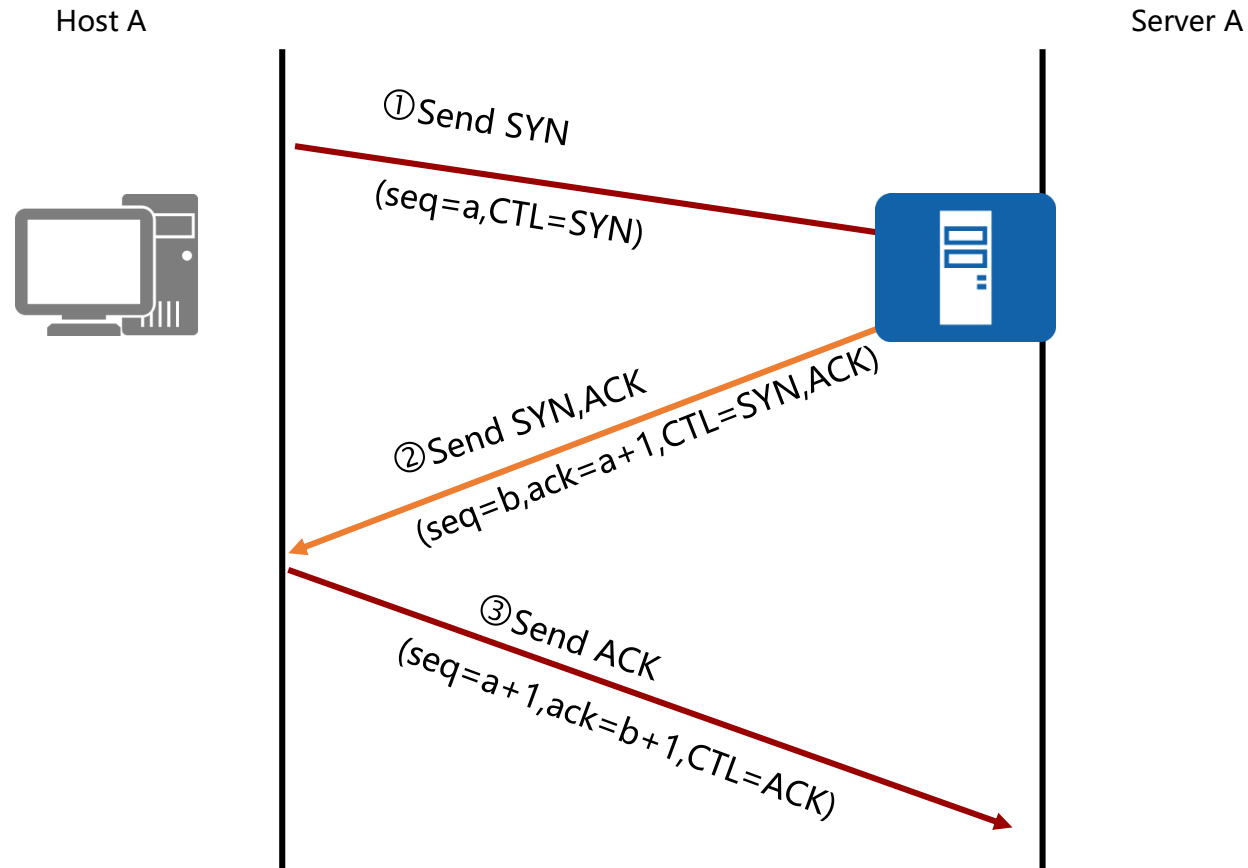 Host A
Server A
①Send SYN
(seq=a,CTL=SYN)
②Send SYN,ACK
(seq=b,ack=a+1,CTL=SYN,ACK)
③Send ACK
(seq=a+1,ack=b+1,CTL=ACK)